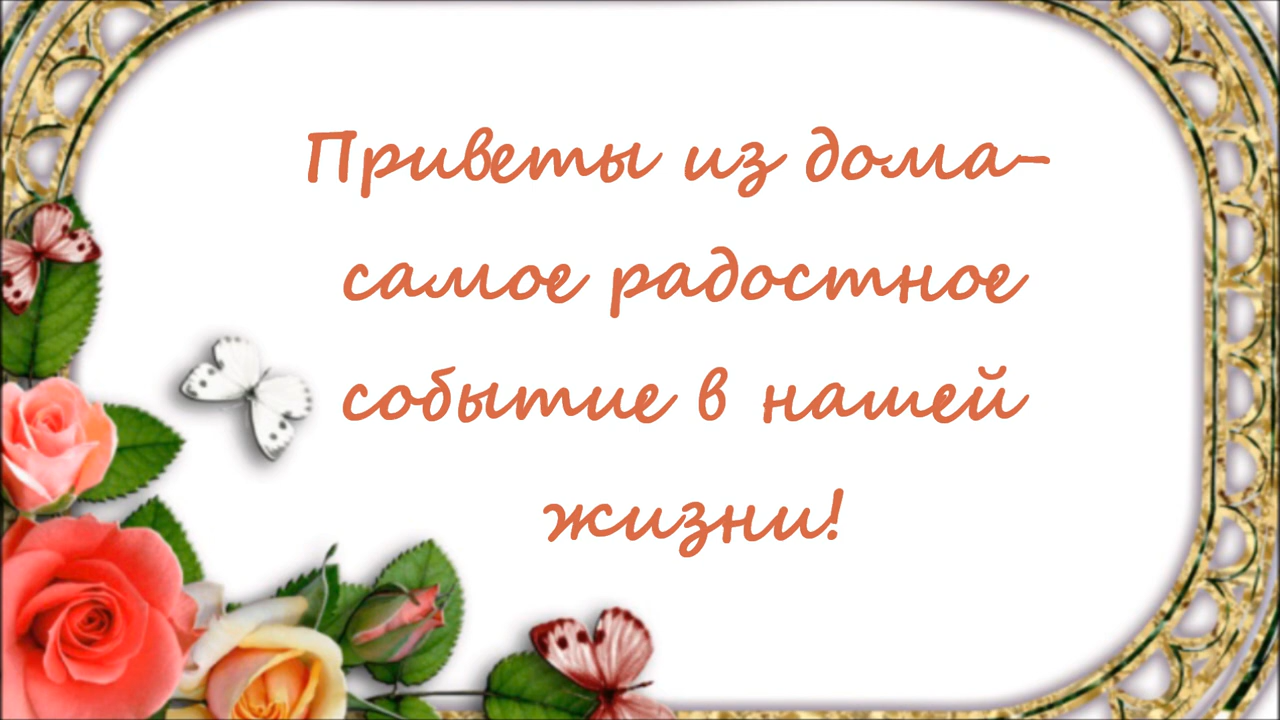 Приветы из дома-
самое радостное
событие в нашей
жизни!